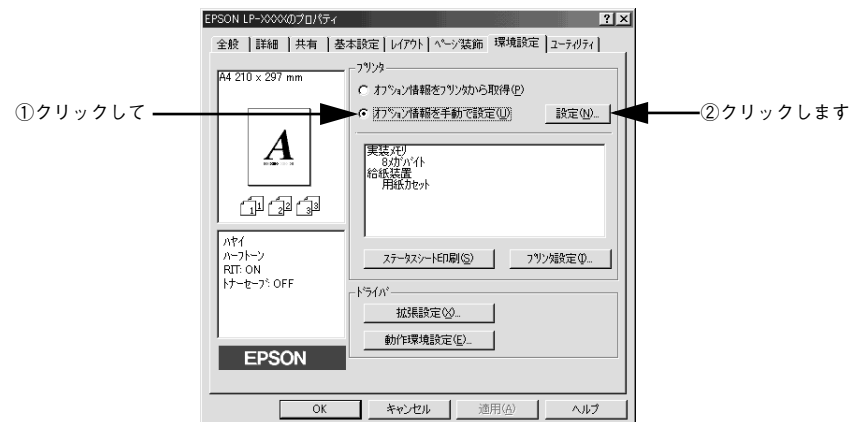 EPSON LP-XXXXのプロパティ
全般 詳細 共有 基本設定 レイアウト ページ装飾 環境設定 ユーティリティ
A4 210 x 297 mm
プリンタ
オプション情報をプリンタから取得(P)
①クリックして
オプション情報を手動で設定(U)
設定(N)...
②クリックします
A
実装メモリ
8メガバイト
給紙装置
用紙カセット
1 1 2 2 3 3
ハヤイ
ハーフトーン
RIT: ON
トナーセーブ: OFF
ステータスシート印刷(S)
プリンタ設定(I)...
ドライバ
拡張設定(X)...
動作環境設定(E)...
EPSON
OK キャンセル 適用(A) ヘルプ